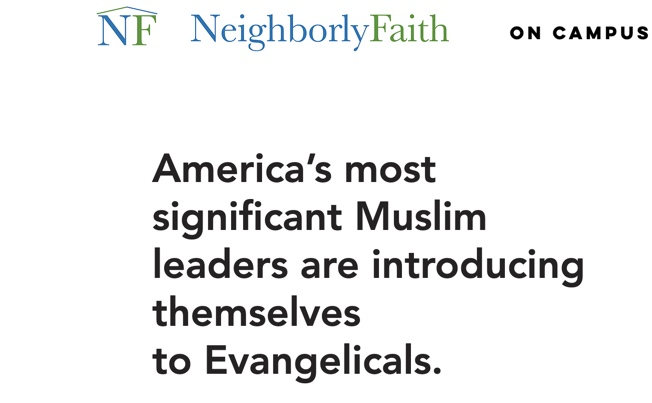 NF NeighborlyFaith ON CAMPUS
America’s most
significant Muslim
leaders are introducing
themselves
to Evangelicals.